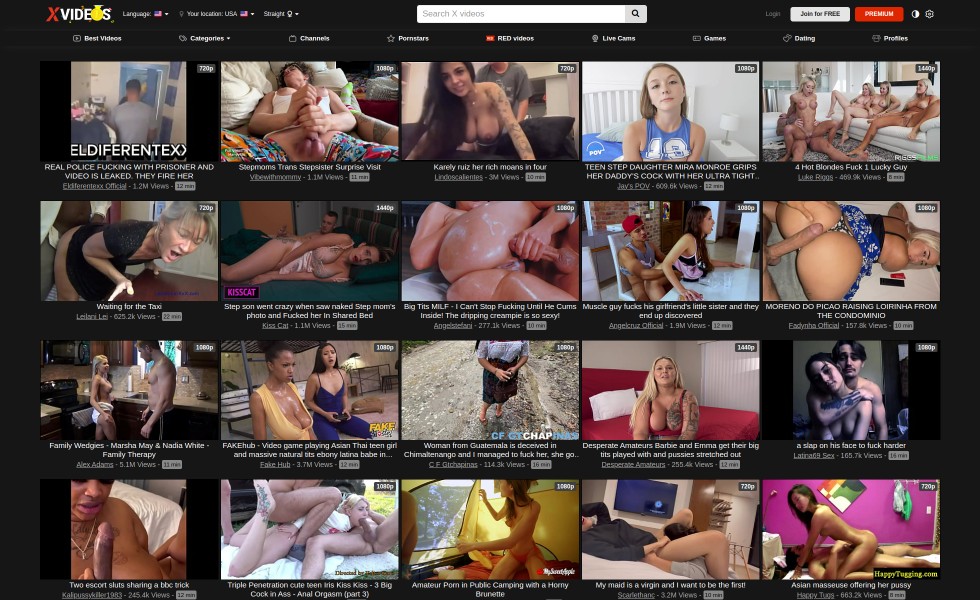 XVIDEOS Language: Your location: USA Straight Search X videos Login Join for FREE PREMIUM
Best Videos Categories Channels Pornstars RED videos Live Cams Games Dating Profiles
720p 1080p 720p 1080p 1440p
ELDIFERENTEXX
POV
REAL POLICE FUCKING WITH PRISONER AND
VIDEO IS LEAKED. THEY FIRE HER
Eldiferentexx Official - 1.2M Views - 12 min
Stepmoms Trans Stepsister Surprise Visit
Vibewithmommy - 1.1M Views - 11 min
Karely ruiz her rich moans in four
Lindoscalientes - 3M Views - 10 min
TEEN STEP DAUGHTER MIRA MONROE GRIPS
HER DADDY'S COCK WITH HER ULTRA TIGHT..
Jay's POV - 609.6k Views - 12 min
4 Hot Blondes Fuck 1 Lucky Guy
Luke Riggs - 469.9k Views - 8 min
720p 1440p 1080p 1080p 1080p
KISSCAT
Waiting for the Taxi
Leilani Lei - 625.2k Views - 22 min
Step son went crazy when saw naked Step mom's
photo and Fucked her In Shared Bed
Kiss Cat - 1.1M Views - 15 min
Big Tits MILF - I Can't Stop Fucking Until He Cums
Inside! The dripping creampie is so sexy!
Angelstefani - 277.1k Views - 10 min
Muscle guy fucks his girlfriend's little sister and they
end up discovered
Angelcruz Official - 1.9M Views - 12 min
MORENO DO PICAO RAISING LOIRINHA FROM
THE CONDOMINIO
Fadynha Official - 157.8k Views - 10 min
1080p 1080p 1080p 1440p 1080p
FAKE
Family Wedgies - Marsha May & Nadia White -
Family Therapy
Alex Adams - 5.1M Views - 11 min
FAKEhub - Video game playing Asian Thai teen girl
and massive natural tits ebony latina babe in...
Fake Hub - 3.7M Views - 12 min
Woman from Guatemala is deceived in
Chimaltenango and I managed to fuck her, she go..
C F Gtchapinas - 114.3k Views - 16 min
Desperate Amateurs Barbie and Emma get their big
tits played with and pussies stretched out
Desperate Amateurs - 255.4k Views - 12 min
a slap on his face to fuck harder
Latina69 Sex - 165.7k Views - 16 min
1080p 1080p 1080p 720p 720p
HappyTugging.com
Two escort sluts sharing a bbc trick
Kalipussykiller1983 - 245.4k Views - 12 min
Triple Penetration cute teen Iris Kiss Kiss - 3 Big
Cock in Ass - Anal Orgasm (part 3)
Amateur Porn in Public Camping with a Horny
Brunette
My maid is a virgin and I want to be the first!
Scarlethanc - 3.2M Views - 10 min
Asian masseuse offering her pussy
Happy Tugs - 663.2k Views - 8 min